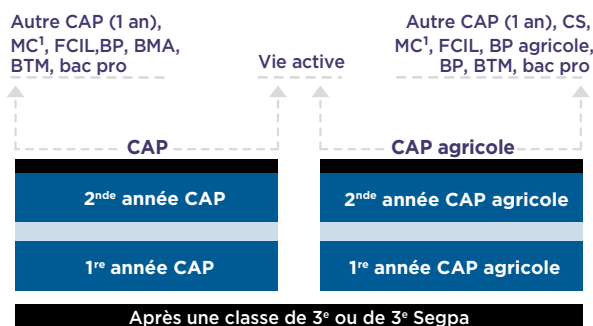 Autre CAP (1 an),
MC¹, FCIL,BP, BMA,
BTM, bac pro
Vie active
Autre CAP (1 an), CS,
MC¹, FCIL, BP agricole,
BP, BTM, bac pro
CAP
CAP agricole
2ⁿᵈᵉ année CAP
2ⁿᵈᵉ année CAP agricole
1ʳᵉ année CAP
1ʳᵉ année CAP agricole
Après une classe de 3ᵉ ou de 3ᵉ Segpa